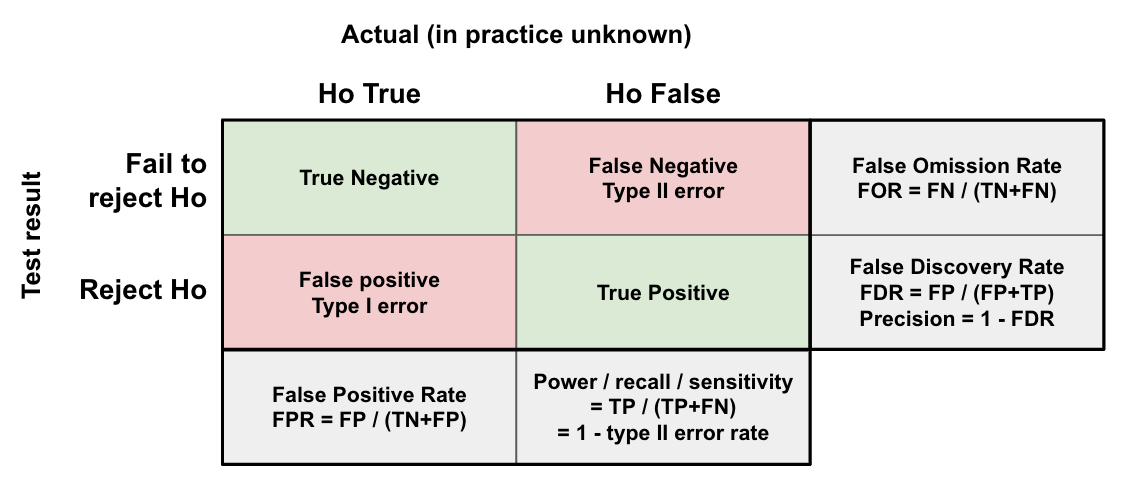 Actual (in practice unknown)
Ho True
Ho False
Test result
Fail to
reject Ho
True Negative
False Negative
Type II error
False Omission Rate
FOR = FN / (TN+FN)
Reject Ho
False positive
Type I error
True Positive
False Discovery Rate
FDR = FP / (FP+TP)
Precision = 1 - FDR
False Positive Rate
FPR = FP / (TN+FP)
Power / recall / sensitivity
= TP / (TP+FN)
= 1 - type II error rate